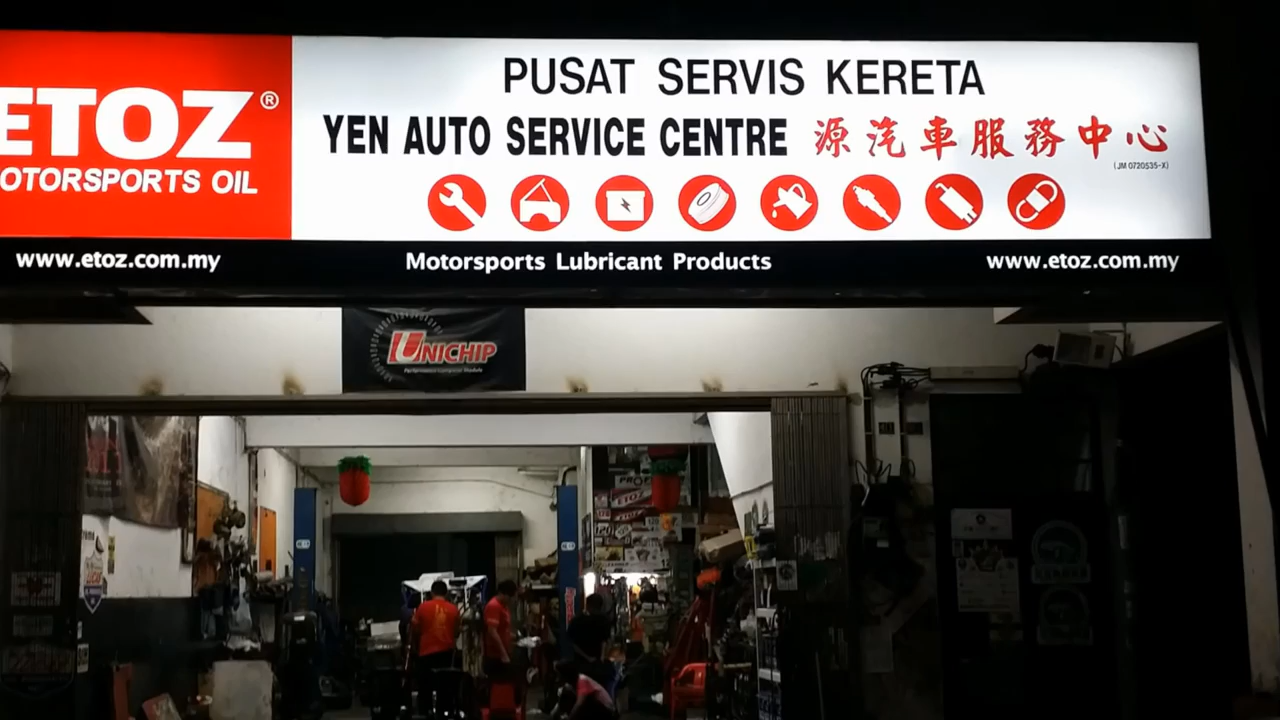 ETOZ®
OTORSPORTS OIL
PUSAT SERVIS KERETA
YEN AUTO SERVICE CENTRE 源汽車服務中心
(JM 0720535-X)
www.etoz.com.my
Motorsports Lubricant Products
www.etoz.com.my
UNICHIP